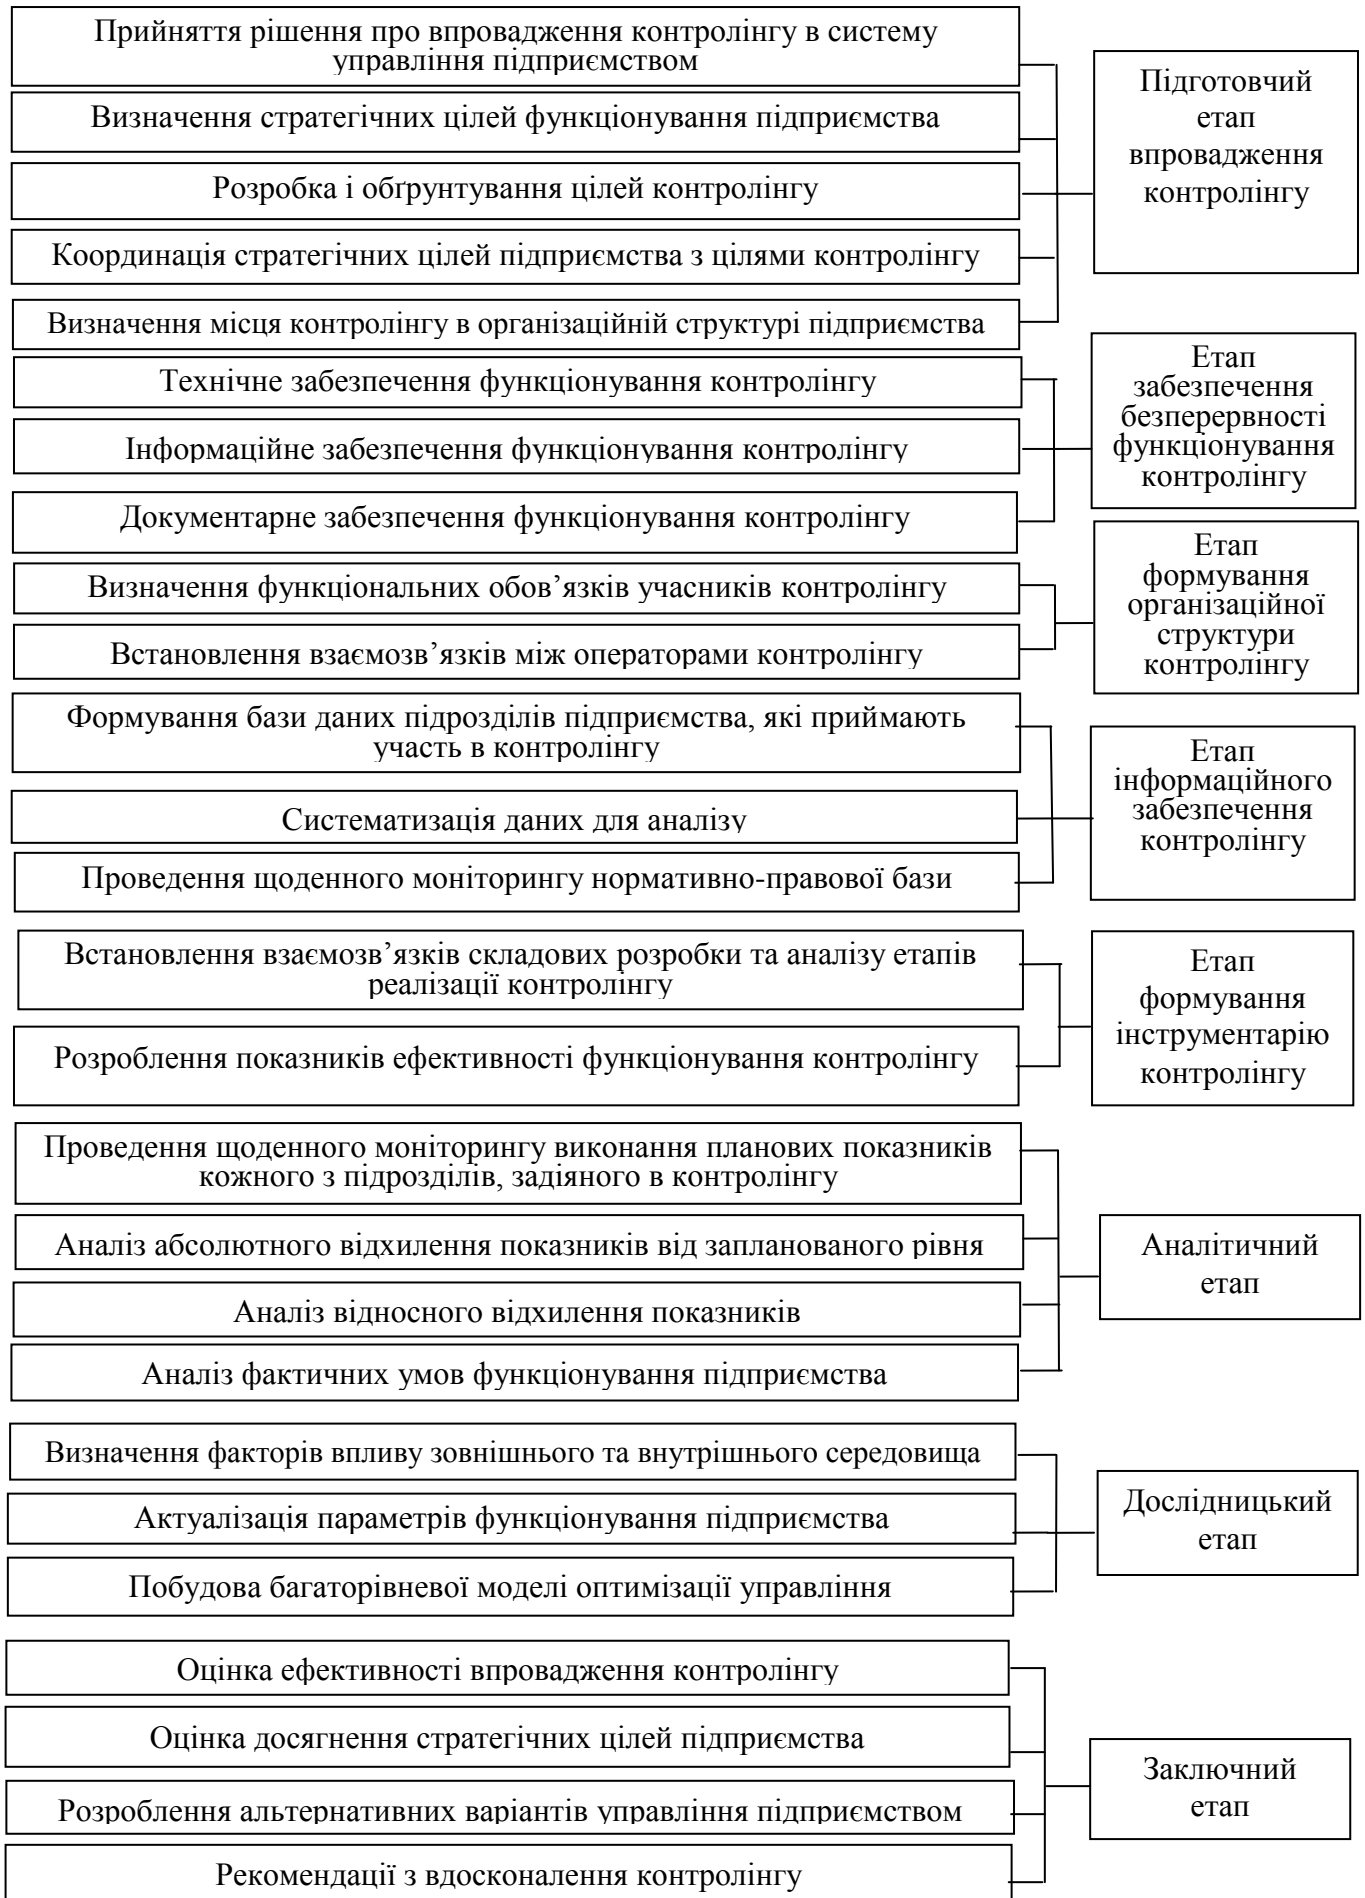 Прийняття рішення про впровадження контролінгу в систему
управління підприємством
Визначення стратегічних цілей функціонування підприємства
Розробка і обґрунтування цілей контролінгу
Координація стратегічних цілей підприємства з цілями контролінгу
Визначення місця контролінгу в організаційній структурі підприємства
Підготовчий
етап
впровадження
контролінгу
Технічне забезпечення функціонування контролінгу
Інформаційне забезпечення функціонування контролінгу
Документарне забезпечення функціонування контролінгу
Етап
забезпечення
безперервності
функціонування
контролінгу
Визначення функціональних обов’язків учасників контролінгу
Встановлення взаємозв’язків між операторами контролінгу
Етап
формування
організаційної
структури
контролінгу
Формування бази даних підрозділів підприємства, які приймають
участь в контролінгу
Систематизація даних для аналізу
Проведення щоденного моніторингу нормативно-правової бази
Етап
інформаційного
забезпечення
контролінгу
Встановлення взаємозв’язків складових розробки та аналізу етапів
реалізації контролінгу
Розроблення показників ефективності функціонування контролінгу
Етап
формування
інструментарію
контролінгу
Проведення щоденного моніторингу виконання планових показників
кожного з підрозділів, задіяного в контролінгу
Аналіз абсолютного відхилення показників від запланованого рівня
Аналіз відносного відхилення показників
Аналіз фактичних умов функціонування підприємства
Аналітичний
етап
Визначення факторів впливу зовнішнього та внутрішнього середовища
Актуалізація параметрів функціонування підприємства
Побудова багаторівневої моделі оптимізації управління
Дослідницький
етап
Оцінка ефективності впровадження контролінгу
Оцінка досягнення стратегічних цілей підприємства
Розроблення альтернативних варіантів управління підприємством
Рекомендації з вдосконалення контролінгу
Заключний
етап